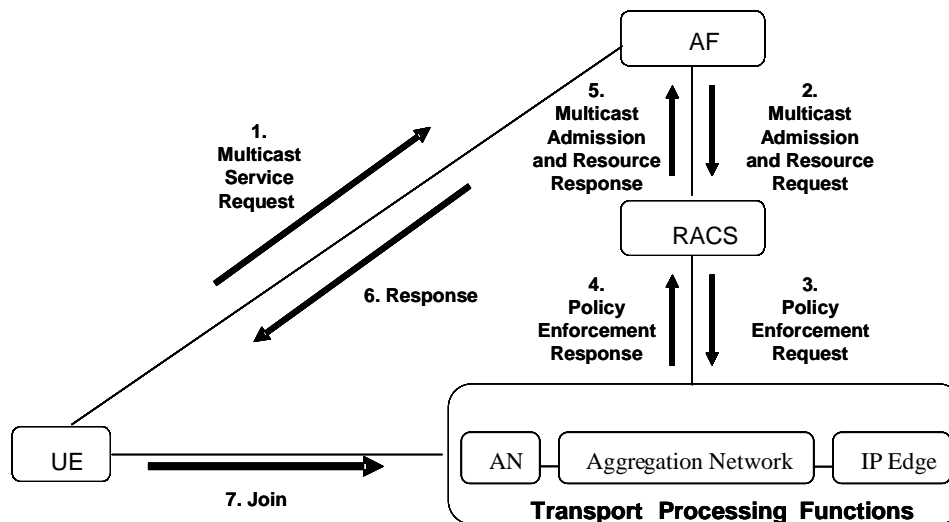 AF
1.
Multicast
Service
Request
5.
Multicast
Admission
and Resource
Response
2.
Multicast
Admission
and Resource
Request
RACS
6. Response
4.
Policy
Enforcement
Response
3.
Policy
Enforcement
Request
UE
7. Join
AN
Aggregation Network
IP Edge
Transport Processing Functions